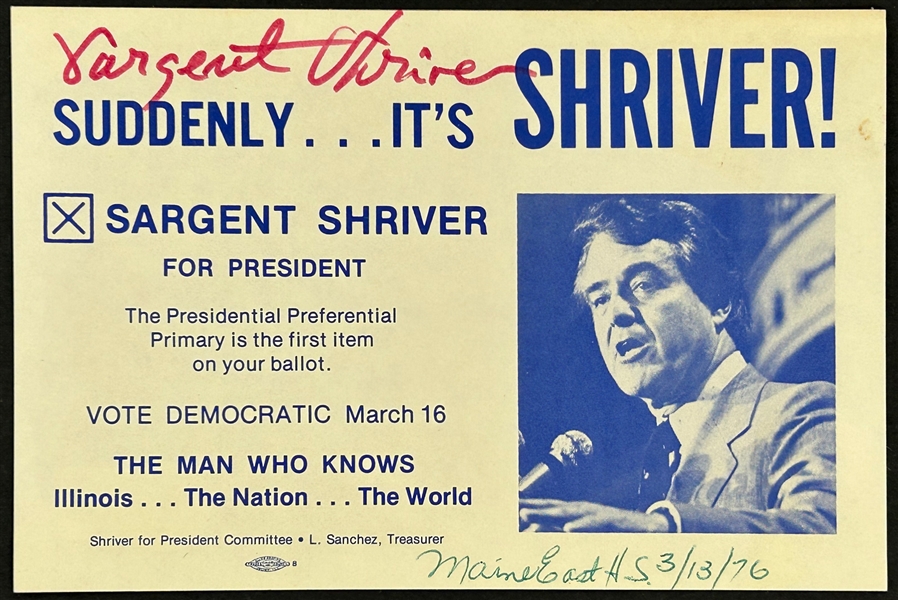 Sargent Shriver
SUDDENLY . . . IT'S SHRIVER!
SARGENT SHRIVER
FOR PRESIDENT
The Presidential Preferential
Primary is the first item
on your ballot.
VOTE DEMOCRATIC March 16
THE MAN WHO KNOWS
Illinois . . . The Nation . . . The World
Shriver for President Committee • L. Sanchez, Treasurer
8
Maine East H.S. 3/13/76